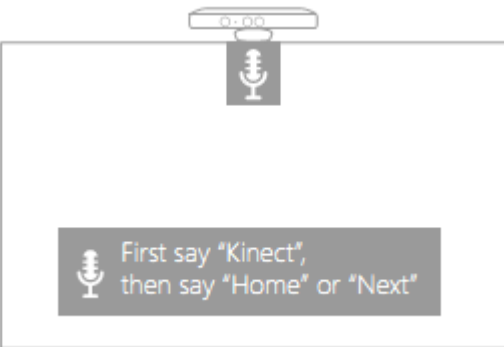 First say “Kinect”,
then say “Home” or “Next”